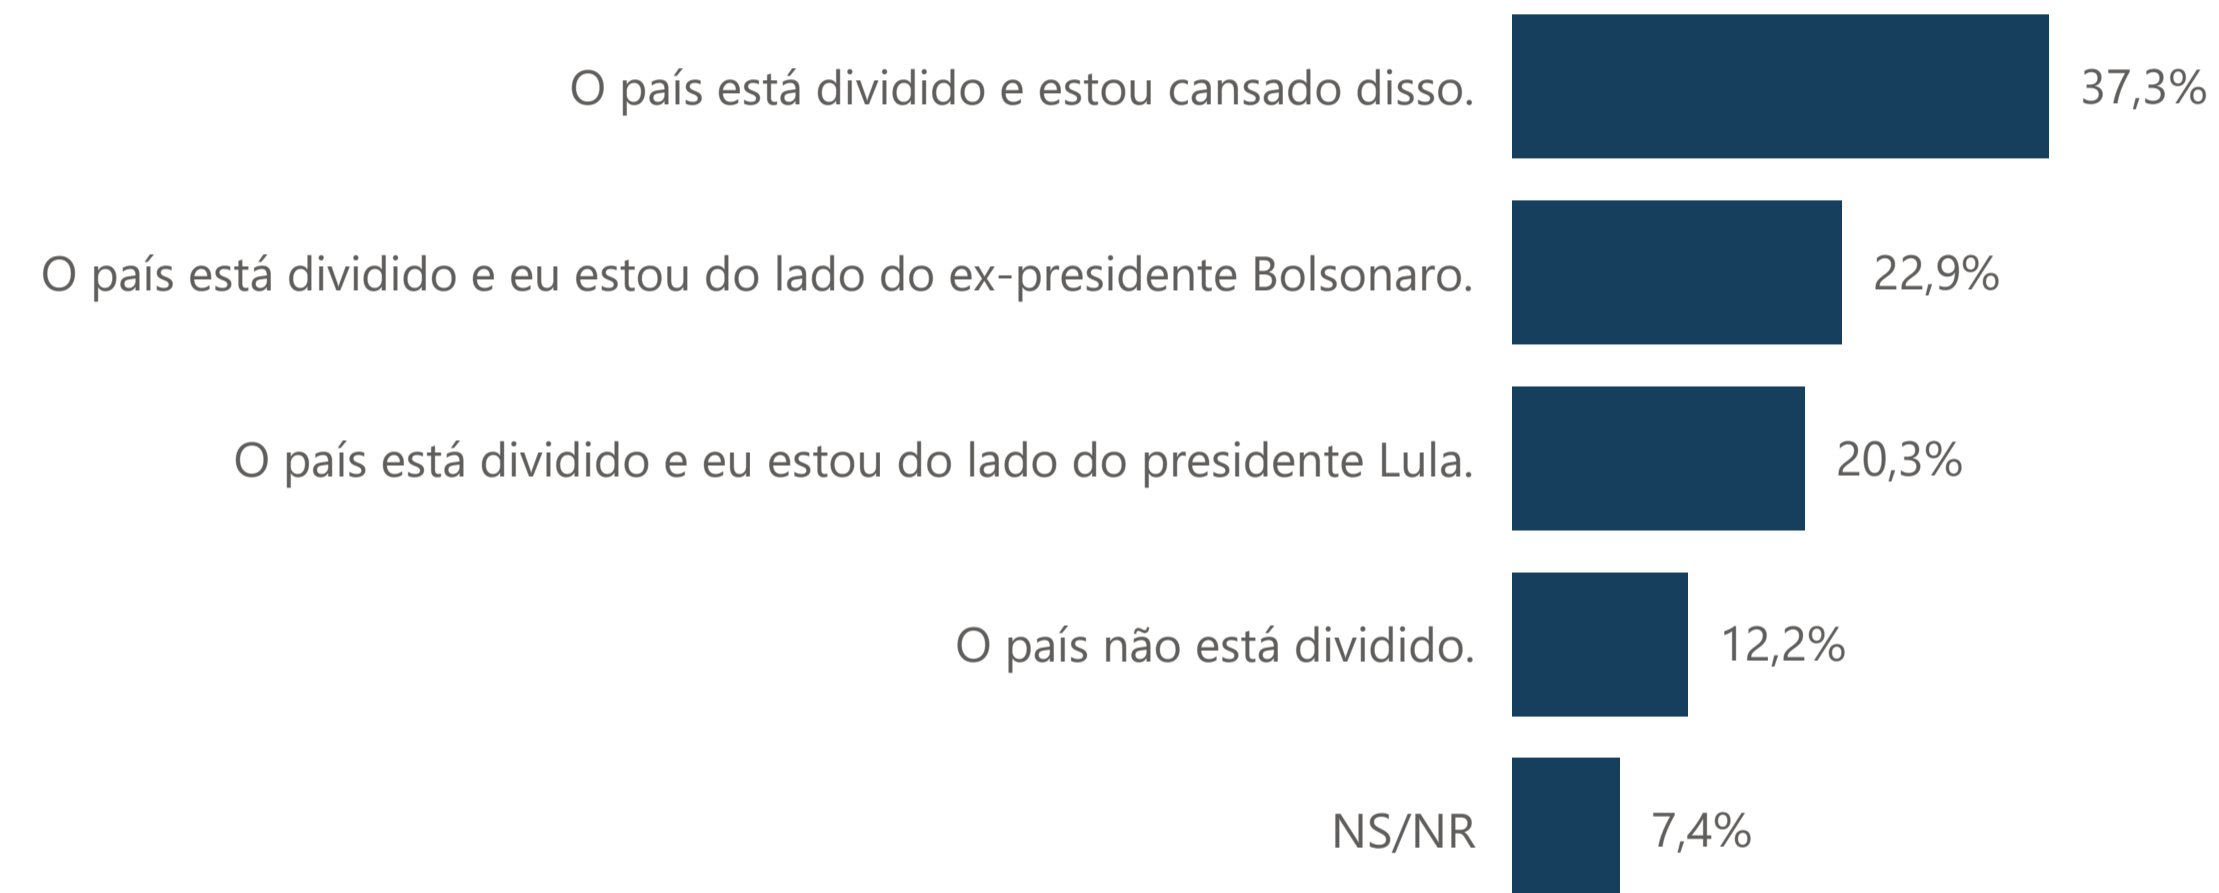 O país está dividido e estou cansado disso. 37,3%
O país está dividido e eu estou do lado do ex-presidente Bolsonaro. 22,9%
O país está dividido e eu estou do lado do presidente Lula. 20,3%
O país não está dividido. 12,2%
NS/NR 7,4%